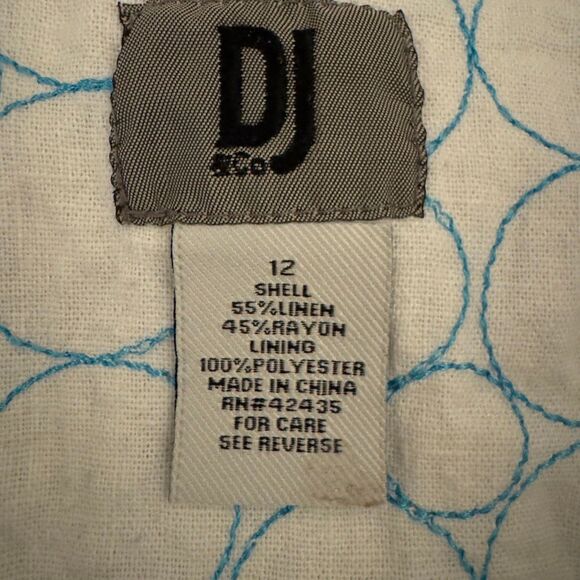 DJ
&Co
12
SHELL
55%LINEN
45%RAYON
LINING
100%POLYESTER
MADE IN CHINA
RN#42435
FOR CARE
SEE REVERSE